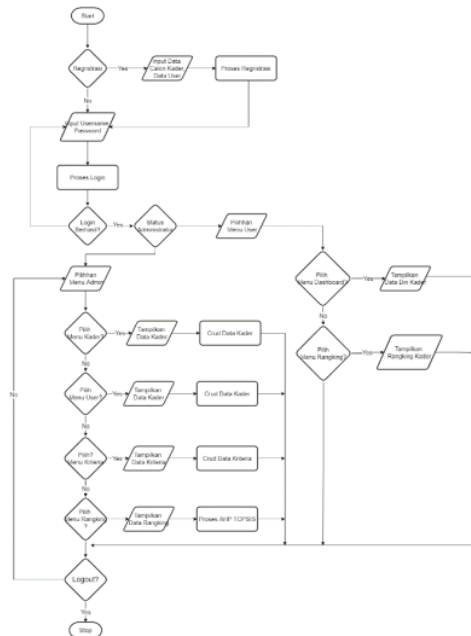 Start
Registrasi
Yes
Input Data
Calon Kader,
Data User
Proses Registrasi
No
Input Username,
Password
Proses Login
Login
Berhasil?
Yes
Status
Administrator
Pilihan
Menu User
Pilihan
Menu Admin
Pilih
Menu Dashboard?
Yes
Tampilkan
Data Diri Kader
No
Pilih
Menu Kader?
Yes
Tampilkan
Data Kader
Crud Data Kader
Pilih
Menu Rangking?
Yes
Tampilkan
Rangking Kader
No
No
Pilih
Menu User?
Yes
Tampilkan
Data Kader
Crud Data Kader
No
Pilih?
Menu Kriteria
Yes
Tampilkan
Data Kriteria
Crud Data Kriteria
No
Pilih
Menu Rangking
?
Yes
Tampilkan
Data Rangking
Proses AHP TOPSIS
Logout?
Yes
Stop